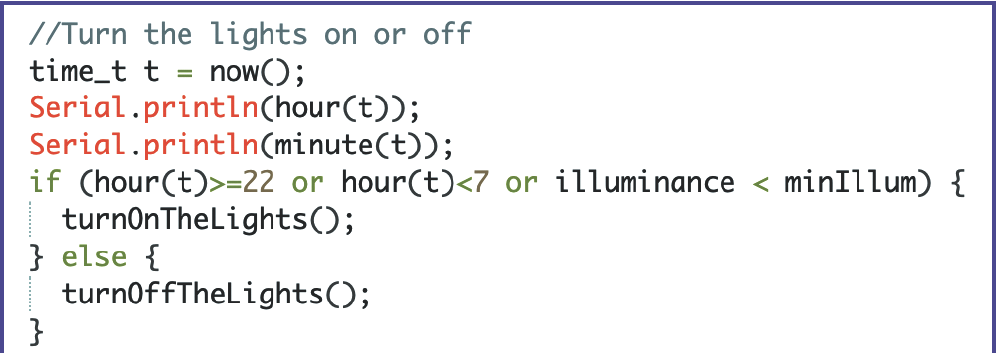 //Turn the lights on or off
time_t t = now();
Serial.println(hour(t));
Serial.println(minute(t));
if (hour(t)>=22 or hour(t)<7 or illuminance < minIllum) {
  turnOnTheLights();
} else {
  turnOffTheLights();
}